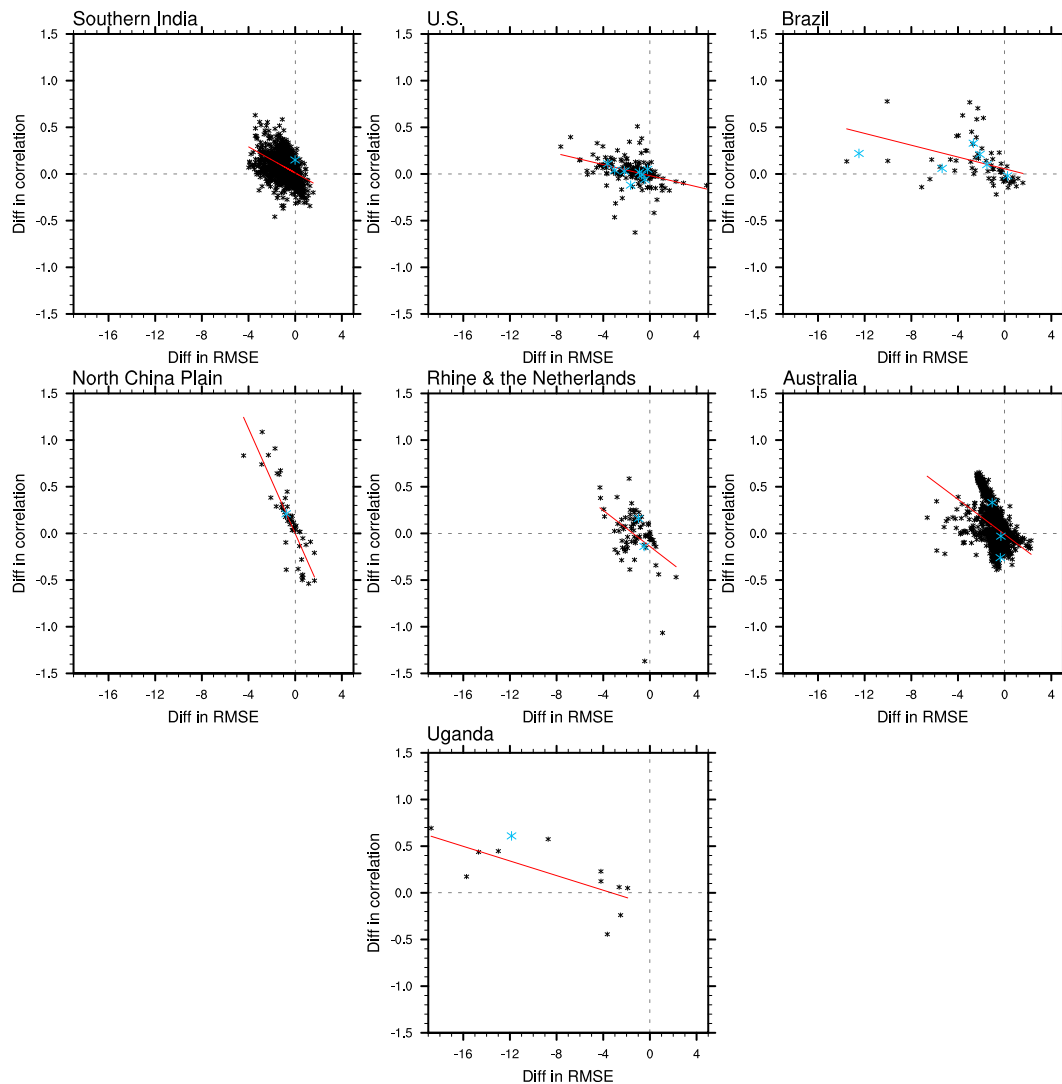 Southern India
U.S.
Brazil
1.5
1.0
0.5
0.0
-0.5
-1.0
-1.5
Diff in correlation
-16 -12 -8 -4 0 4
Diff in RMSE
1.5
1.0
0.5
0.0
-0.5
-1.0
-1.5
Diff in correlation
-16 -12 -8 -4 0 4
Diff in RMSE
1.5
1.0
0.5
0.0
-0.5
-1.0
-1.5
Diff in correlation
-16 -12 -8 -4 0 4
Diff in RMSE
North China Plain
Rhine & the Netherlands
Australia
1.5
1.0
0.5
0.0
-0.5
-1.0
-1.5
Diff in correlation
-16 -12 -8 -4 0 4
Diff in RMSE
1.5
1.0
0.5
0.0
-0.5
-1.0
-1.5
Diff in correlation
-16 -12 -8 -4 0 4
Diff in RMSE
1.5
1.0
0.5
0.0
-0.5
-1.0
-1.5
Diff in correlation
-16 -12 -8 -4 0 4
Diff in RMSE
Uganda
1.5
1.0
0.5
0.0
-0.5
-1.0
-1.5
Diff in correlation
-16 -12 -8 -4 0 4
Diff in RMSE